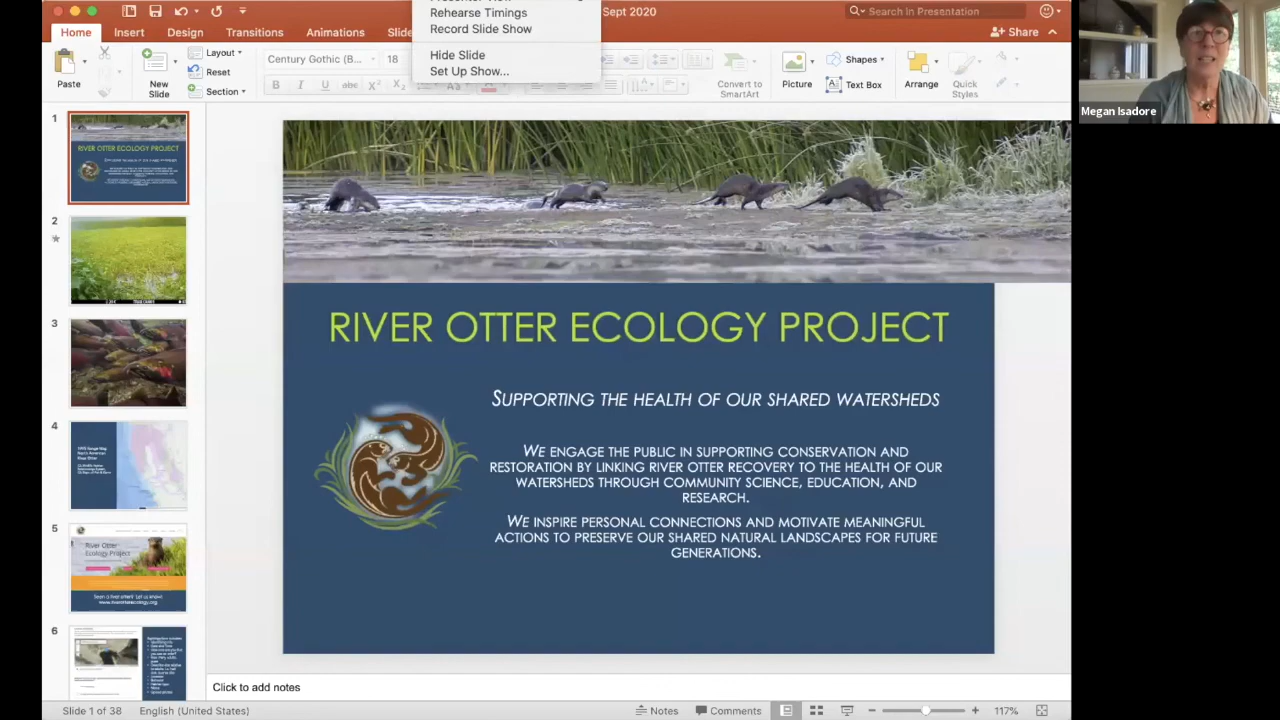 Sept 2020
Search in Presentation
Rehearse Timings
Record Slide Show
Hide Slide
Set Up Show...
Home
Insert
Design
Transitions
Animations
Share
Paste
New Slide
Layout
Reset
Section
Century Gothic (B...
18
Convert to SmartArt
Picture
Shapes
Text Box
Arrange
Quick Styles
Megan Isadore
1
2
3
4
5
6
River Otter
Ecology Project
RIVER OTTER ECOLOGY PROJECT
SUPPORTING THE HEALTH OF OUR SHARED WATERSHEDS
WE ENGAGE THE PUBLIC IN SUPPORTING CONSERVATION AND
RESTORATION BY LINKING RIVER OTTER RECOVERY TO THE HEALTH OF OUR
WATERSHEDS THROUGH COMMUNITY SCIENCE, EDUCATION, AND
RESEARCH.
WE INSPIRE PERSONAL CONNECTIONS AND MOTIVATE MEANINGFUL
ACTIONS TO PRESERVE OUR SHARED NATURAL LANDSCAPES FOR FUTURE
GENERATIONS.
Click to add notes
Slide 1 of 38
English (United States)
Notes
Comments
117%